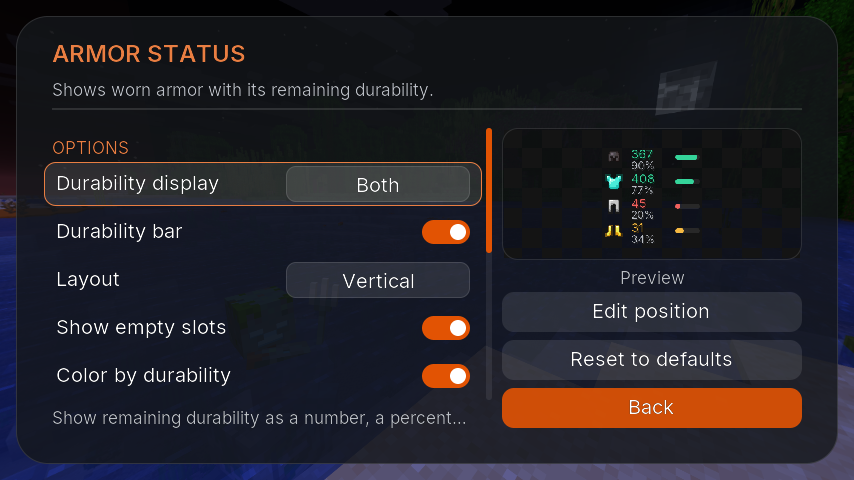 ARMOR STATUS
Shows worn armor with its remaining durability.
OPTIONS
Durability display
Both
Durability bar
Layout
Vertical
Show empty slots
Color by durability
Show remaining durability as a number, a percent...
367
90%
408
77%
45
20%
31
34%
Preview
Edit position
Reset to defaults
Back